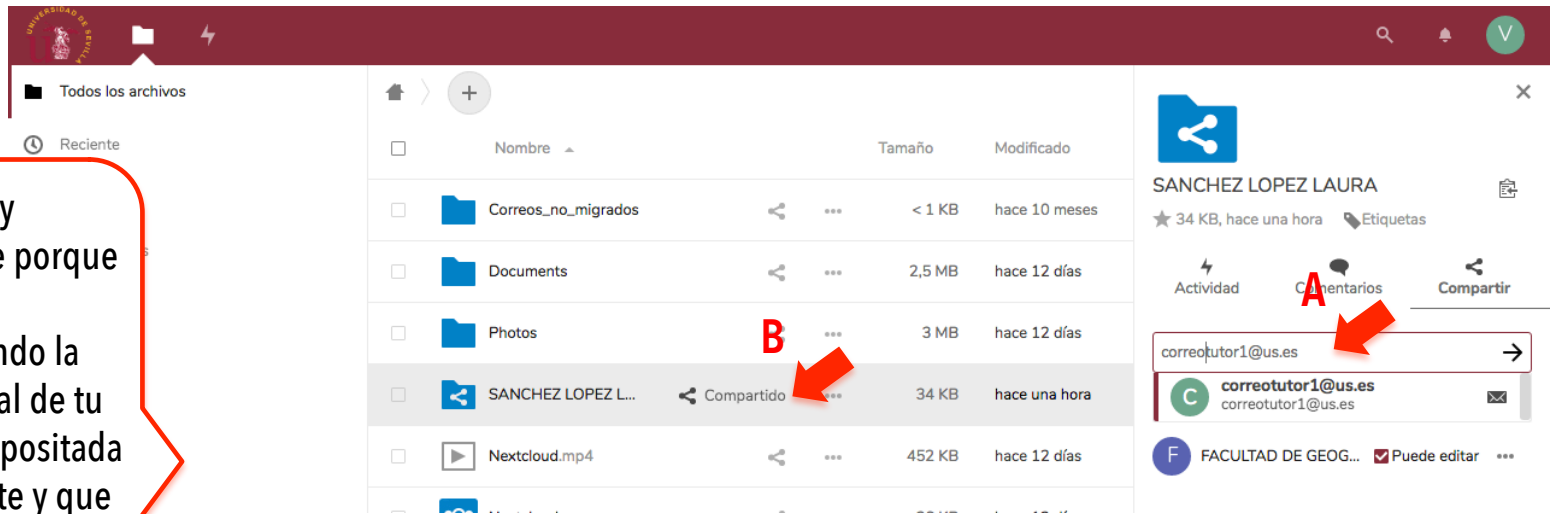 UNIVERSIDAD DE SEVILLA
V
Todos los archivos
Reciente
y
e porque
ndo la
al de tu
positada
te y que
s
+
Nombre
Tamaño
Modificado
Correos_no_migrados
< 1 KB
hace 10 meses
Documents
2,5 MB
hace 12 días
Photos
3 MB
hace 12 días
B
SANCHEZ LOPEZ L...
Compartido
34 KB
hace una hora
Nextcloud.mp4
452 KB
hace 12 días
SANCHEZ LOPEZ LAURA
34 KB, hace una hora
Etiquetas
Actividad
Comentarios
Compartir
A
correotutor1@us.es
C
correotutor1@us.es
correotutor1@us.es
F
FACULTAD DE GEOG...
Puede editar